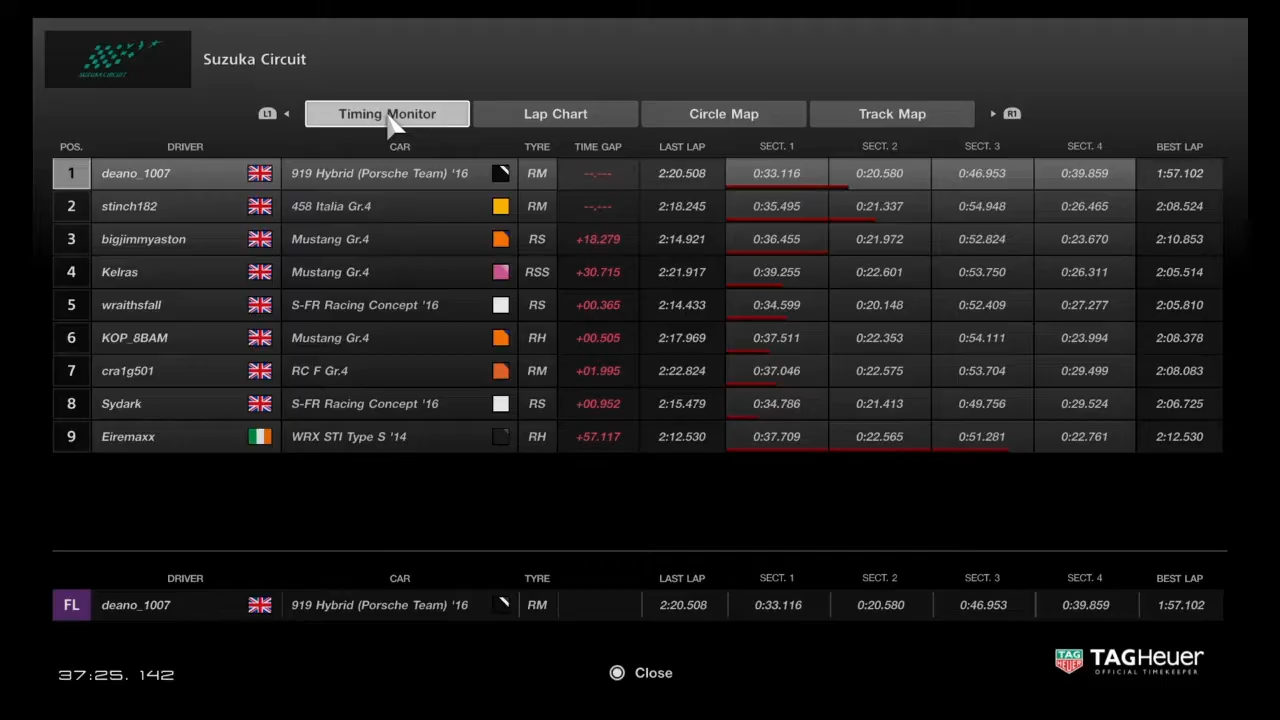 SUZUKA CIRCUIT
Suzuka Circuit
L1 Timing Monitor Lap Chart Circle Map Track Map R1
POS. DRIVER CAR TYRE TIME GAP LAST LAP SECT. 1 SECT. 2 SECT. 3 SECT. 4 BEST LAP
1 deano_1007 919 Hybrid (Porsche Team) '16 RM --.--- 2:20.508 0:33.116 0:20.580 0:46.953 0:39.859 1:57.102
2 stinch182 458 Italia Gr.4 RM --.--- 2:18.245 0:35.495 0:21.337 0:54.948 0:26.465 2:08.524
3 bigjimmyaston Mustang Gr.4 RS +18.279 2:14.921 0:36.455 0:21.972 0:52.824 0:23.670 2:10.853
4 Kelras Mustang Gr.4 RSS +30.715 2:21.917 0:39.255 0:22.601 0:53.750 0:26.311 2:05.514
5 wraithsfall S-FR Racing Concept '16 RS +00.365 2:14.433 0:34.599 0:20.148 0:52.409 0:27.277 2:05.810
6 KOP_8BAM Mustang Gr.4 RH +00.505 2:17.969 0:37.511 0:22.353 0:54.111 0:23.994 2:08.378
7 cra1g501 RC F Gr.4 RM +01.995 2:22.824 0:37.046 0:22.575 0:53.704 0:29.499 2:08.083
8 Sydark S-FR Racing Concept '16 RS +00.952 2:15.479 0:34.786 0:21.413 0:49.756 0:29.524 2:06.725
9 Eiremaxx WRX STI Type S '14 RH +57.117 2:12.530 0:37.709 0:22.565 0:51.281 0:22.761 2:12.530
DRIVER CAR TYRE LAST LAP SECT. 1 SECT. 2 SECT. 3 SECT. 4 BEST LAP
FL deano_1007 919 Hybrid (Porsche Team) '16 RM 2:20.508 0:33.116 0:20.580 0:46.953 0:39.859 1:57.102
37:25. 142
Close
TAG HEUER TAGHeuer
OFFICIAL TIMEKEEPER